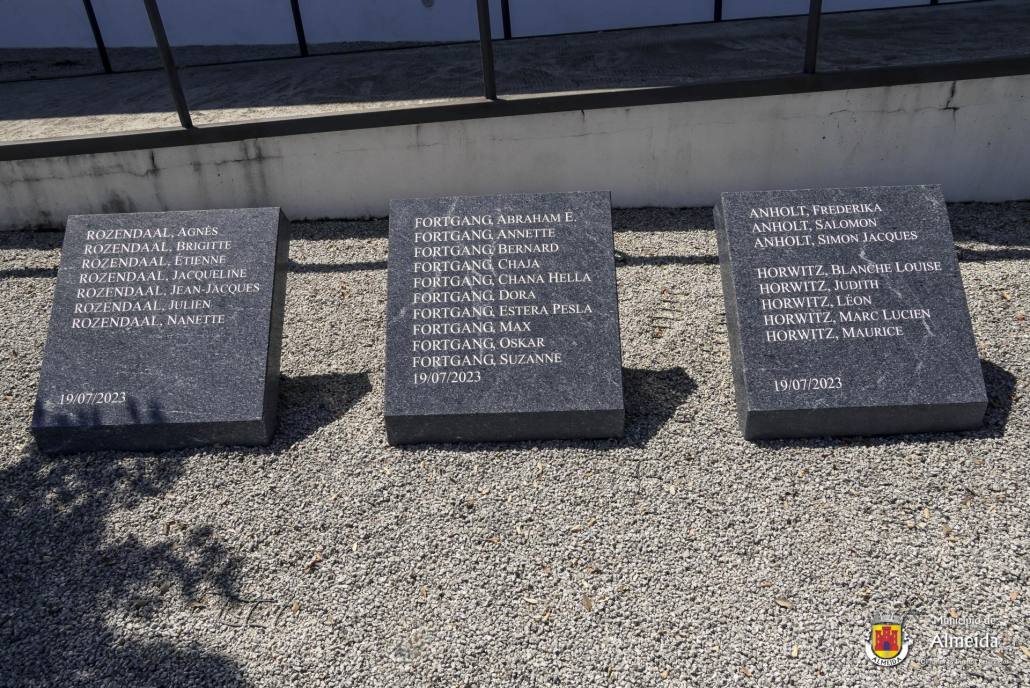 ROZENDAAL, AGNÈS
ROZENDAAL, BRIGITTE
ROZENDAAL, ÉTIENNE
ROZENDAAL, JACQUELINE
ROZENDAAL, JEAN-JACQUES
ROZENDAAL, JULIEN
ROZENDAAL, NANETTE
19/07/2023
FORTGANG, ABRAHAM E.
FORTGANG, ANNETTE
FORTGANG, BERNARD
FORTGANG, CHAJA
FORTGANG, CHANA HELLA
FORTGANG, DORA
FORTGANG, ESTERA PESLA
FORTGANG, MAX
FORTGANG, OSKAR
FORTGANG, SUZANNE
19/07/2023
ANHOLT, FREDERIKA
ANHOLT, SALOMON
ANHOLT, SIMON JACQUES
HORWITZ, BLANCHE LOUISE
HORWITZ, JUDITH
HORWITZ, LÉON
HORWITZ, MARC LUCIEN
HORWITZ, MAURICE
19/07/2023
Município de
Almeida
ALMEIDA